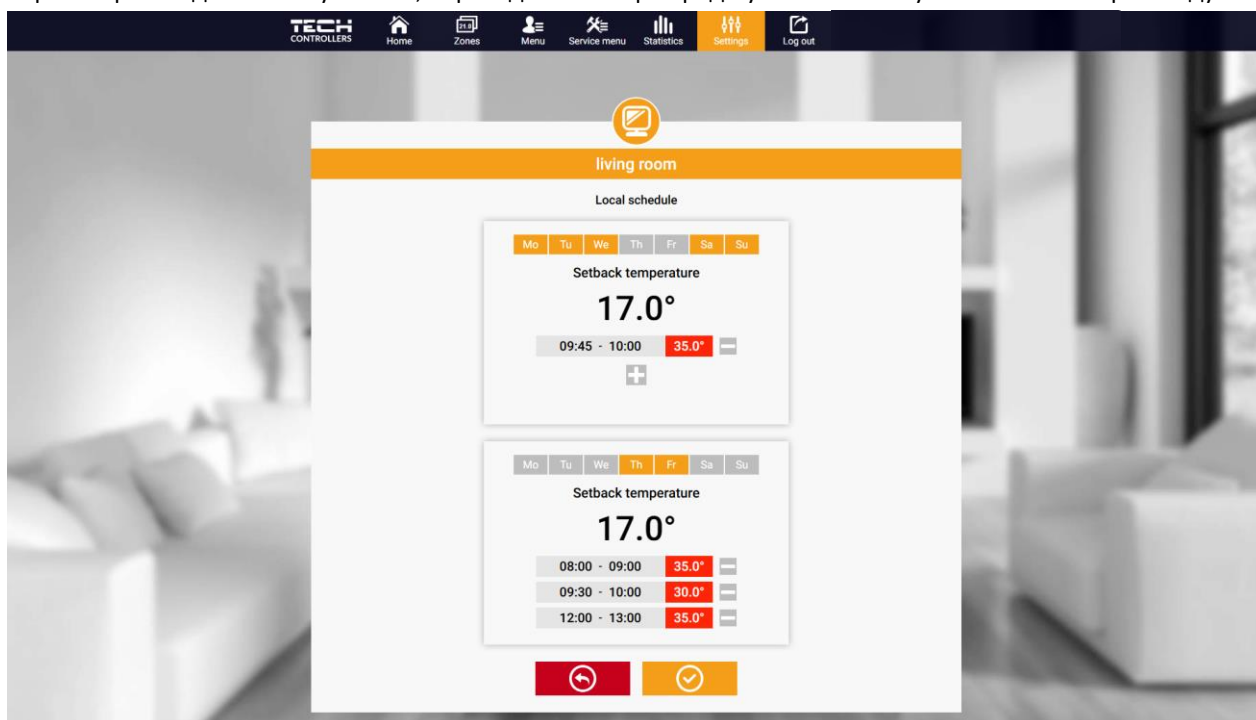 TECH
CONTROLLERS
Home
21.0
Zones
Menu
Service menu
Statistics
Settings
Log out
living room
Local schedule
Mo Tu We Th Fr Sa Su
Setback temperature
17.0°
09:45 - 10:00 35.0°
Mo Tu We Th Fr Sa Su
Setback temperature
17.0°
08:00 - 09:00 35.0°
09:30 - 10:00 30.0°
12:00 - 13:00 35.0°